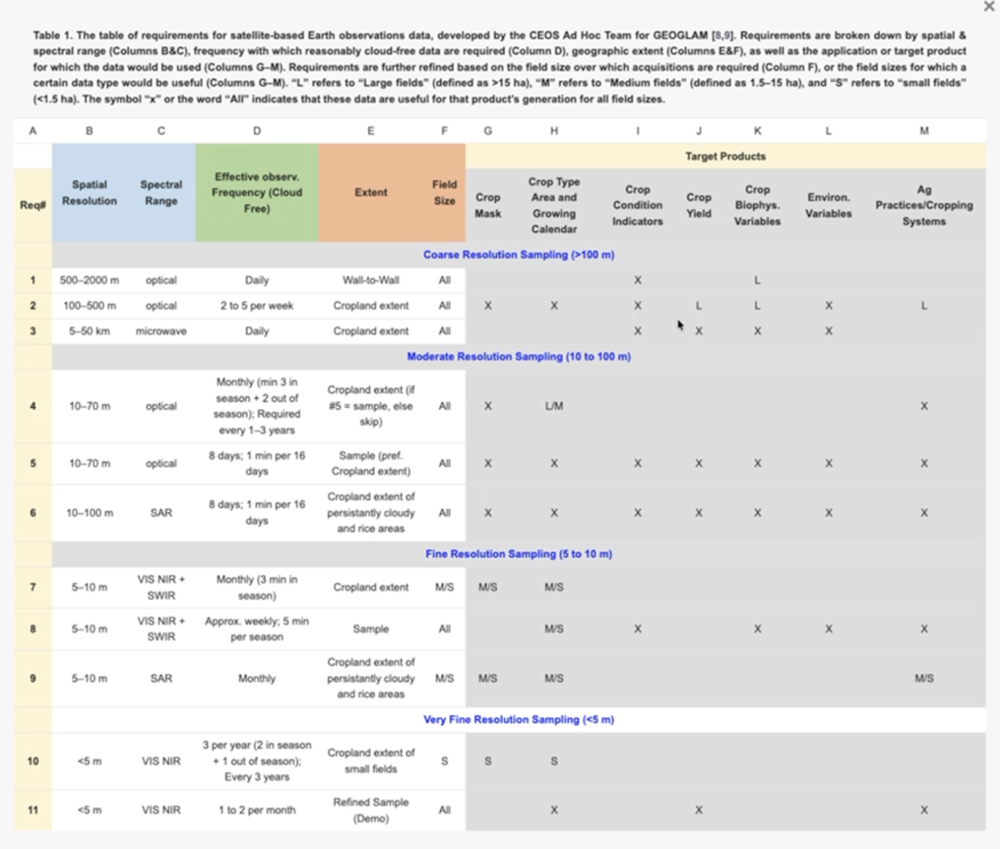 ×
Table 1. The table of requirements for satellite-based Earth observations data, developed by the CEOS Ad Hoc Team for GEOGLAM [8,9]. Requirements are broken down by spatial &
spectral range (Columns B&C), frequency with which reasonably cloud-free data are required (Column D), geographic extent (Columns E&F), as well as the application or target product
for which the data would be used (Columns G–M). Requirements are further refined based on the field size over which acquisitions are required (Column F), or the field sizes for which a
certain data type would be useful (Columns G–M). “L” refers to “Large fields” (defined as >15 ha), “M” refers to “Medium fields” (defined as 1.5–15 ha), and “S” refers to “small fields”
(<1.5 ha). The symbol “x” or the word “All” indicates that these data are useful for that product’s generation for all field sizes.
A B C D E F G H I J K L M
Target Products
Req# Spatial Resolution Spectral Range Effective observ. Frequency (Cloud Free) Extent Field Size Crop Mask Crop Type Area and Growing Calendar Crop Condition Indicators Crop Yield Crop Biophys. Variables Environ. Variables Ag Practices/Cropping Systems
Coarse Resolution Sampling (>100 m)
1 500–2000 m optical Daily Wall-to-Wall All X L
2 100–500 m optical 2 to 5 per week Cropland extent All X X X L L X L
3 5–50 km microwave Daily Cropland extent All X X X X
Moderate Resolution Sampling (10 to 100 m)
4 10–70 m optical Monthly (min 3 in season + 2 out of season); Required every 1–3 years Cropland extent (if #5 = sample, else skip) All X L/M X
5 10–70 m optical 8 days; 1 min per 16 days Sample (pref. Cropland extent) All X X X X X X X
6 10–100 m SAR 8 days; 1 min per 16 days Cropland extent of persistantly cloudy and rice areas All X X X X X X X
Fine Resolution Sampling (5 to 10 m)
7 5–10 m VIS NIR + SWIR Monthly (3 min in season) Cropland extent M/S M/S M/S
8 5–10 m VIS NIR + SWIR Approx. weekly; 5 min per season Sample All M/S X X X X
9 5–10 m SAR Monthly Cropland extent of persistantly cloudy and rice areas M/S M/S M/S M/S
Very Fine Resolution Sampling (<5 m)
10 <5 m VIS NIR 3 per year (2 in season + 1 out of season); Every 3 years Cropland extent of small fields S S S
11 <5 m VIS NIR 1 to 2 per month Refined Sample (Demo) All X X X